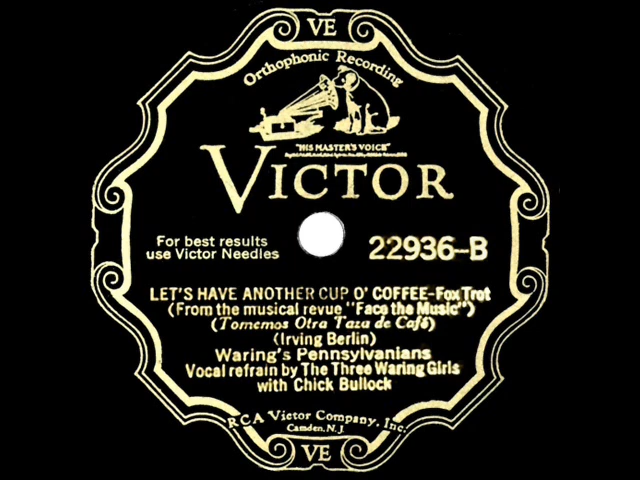 VE
Orthophonic Recording
"HIS MASTER'S VOICE"
VICTOR
For best results
use Victor Needles
22936-B
LET'S HAVE ANOTHER CUP O' COFFEE-Fox Trot
(From the musical revue "Face the Music")
(Tomemos Otra Taza de Café)
(Irving Berlin)
Waring's Pennsylvanians
Vocal refrain by The Three Waring Girls
with Chick Bullock
RCA Victor Company, Inc.
Camden, N.J.
VE